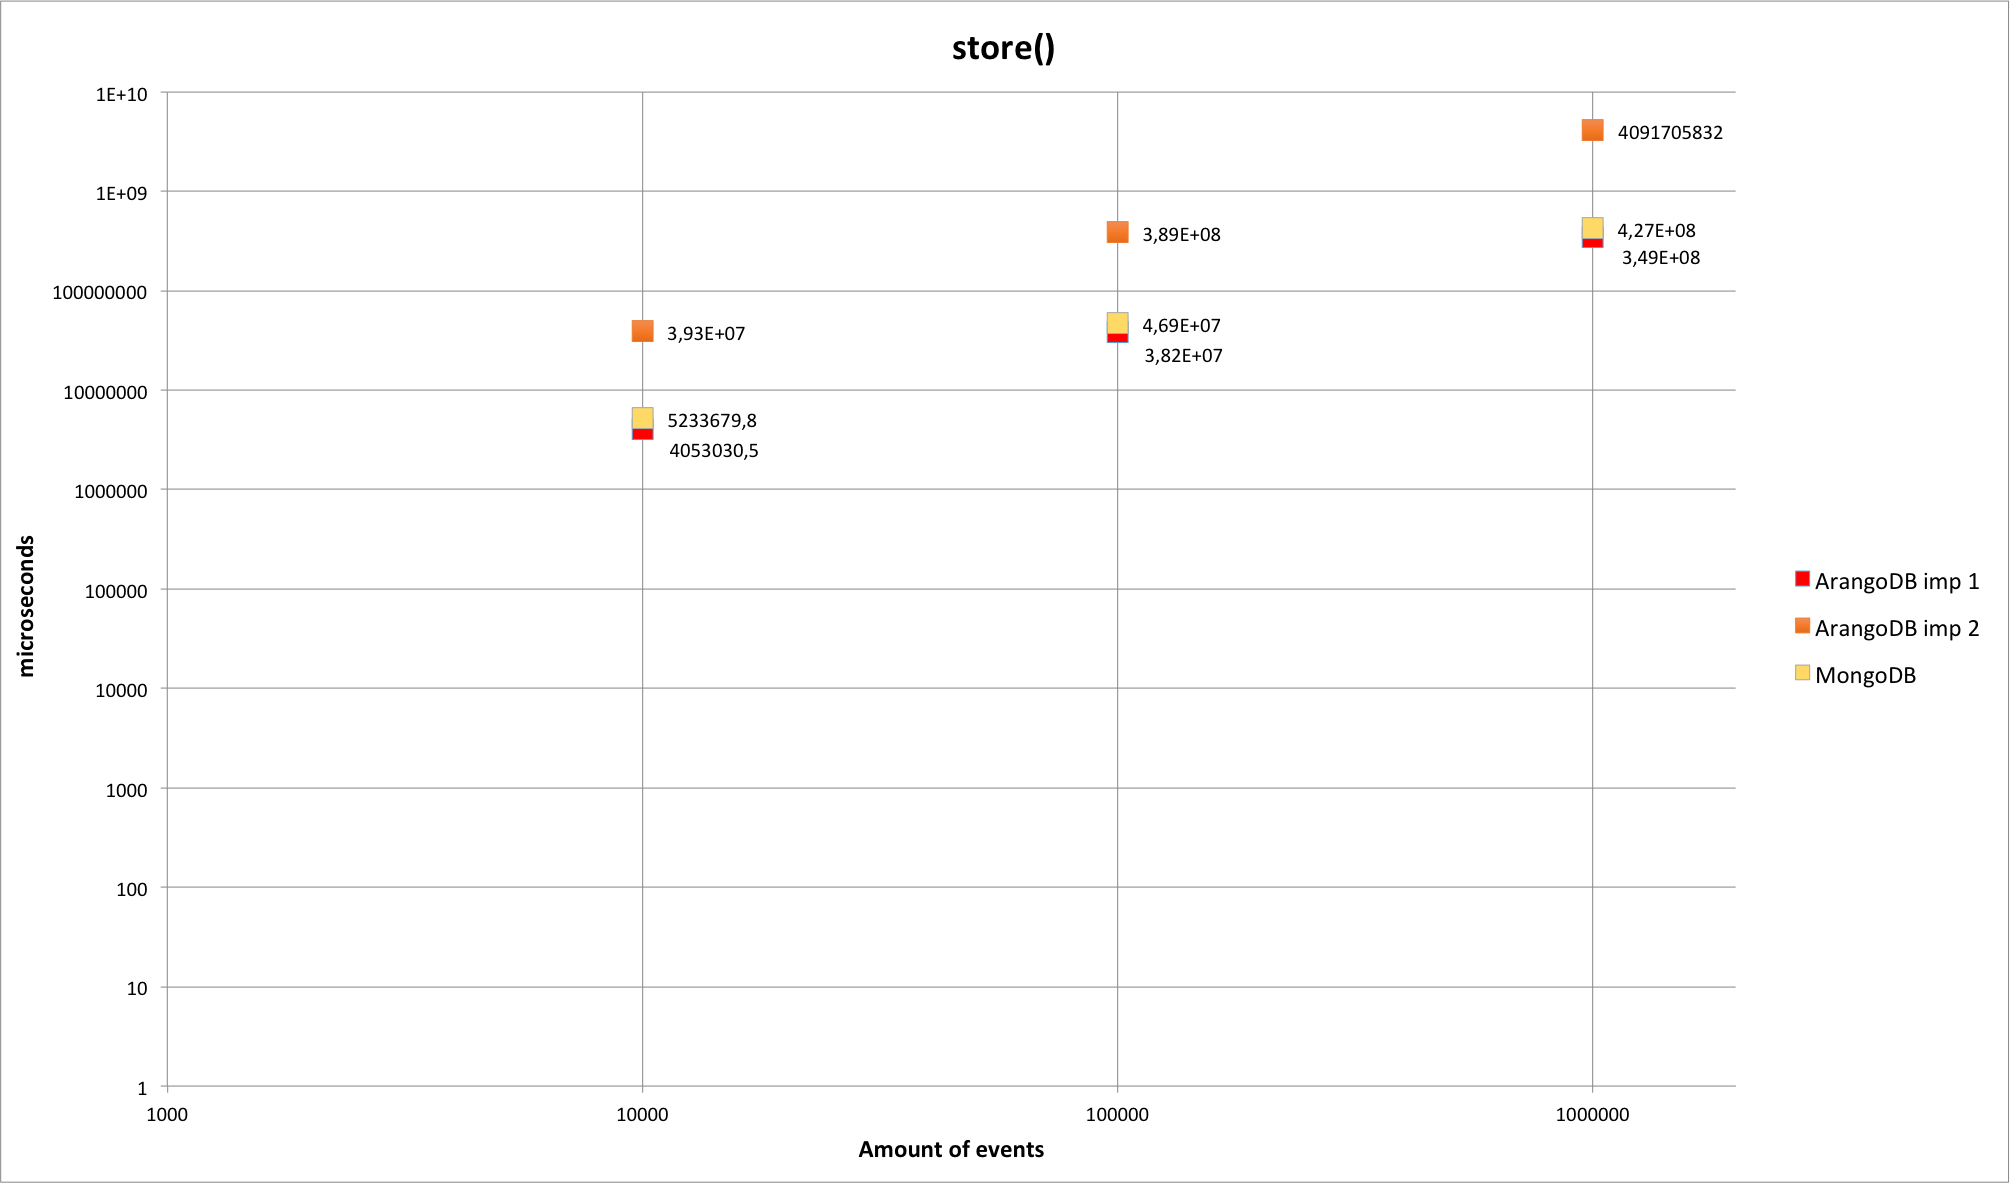 store()
1E+10
1E+09
100000000
10000000
1000000
100000
10000
1000
100
10
1
microseconds
4091705832
3,89E+08
4,27E+08
3,49E+08
3,93E+07
4,69E+07
3,82E+07
5233679,8
4053030,5
ArangoDB imp 1
ArangoDB imp 2
MongoDB
1000
10000
100000
1000000
Amount of events